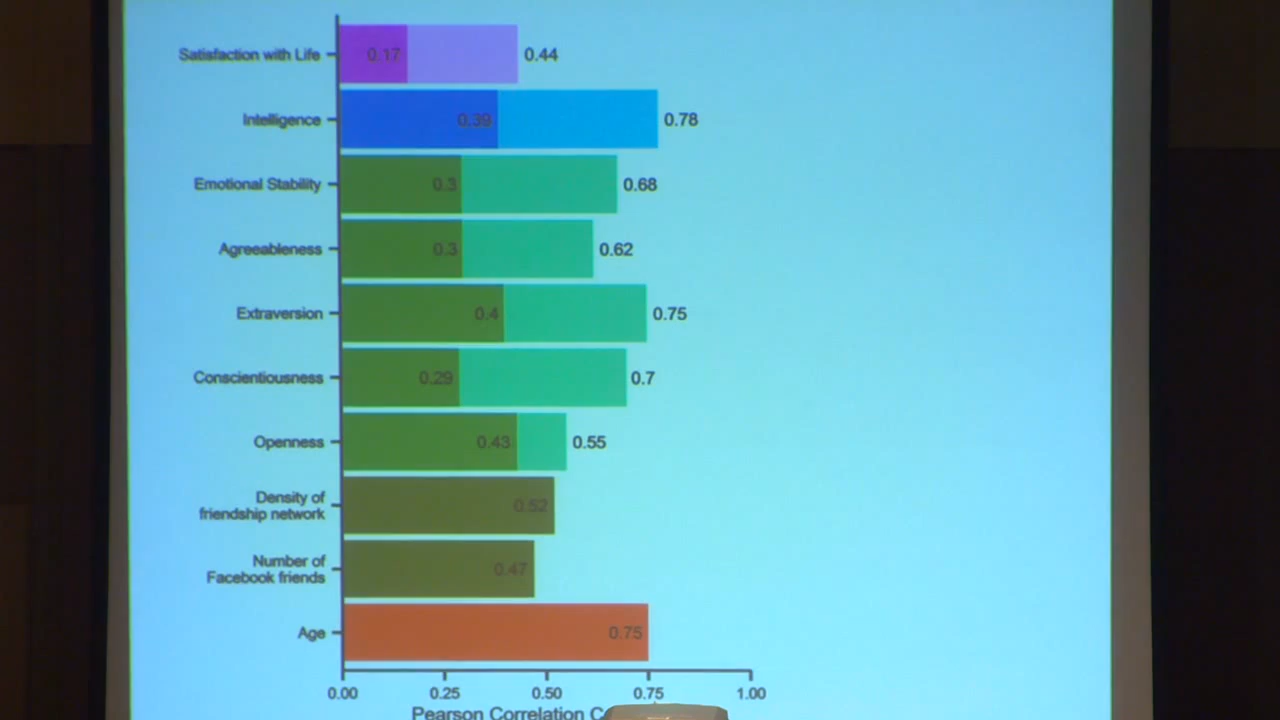 Satisfaction with Life 0.17 0.44
Intelligence 0.39 0.78
Emotional Stability 0.3 0.68
Agreeableness 0.3 0.62
Extraversion 0.4 0.75
Conscientiousness 0.29 0.7
Openness 0.43 0.55
Density of
friendship network 0.52
Number of
Facebook friends 0.47
Age 0.75
0.00 0.25 0.50 0.75 1.00
Pearson Correlation